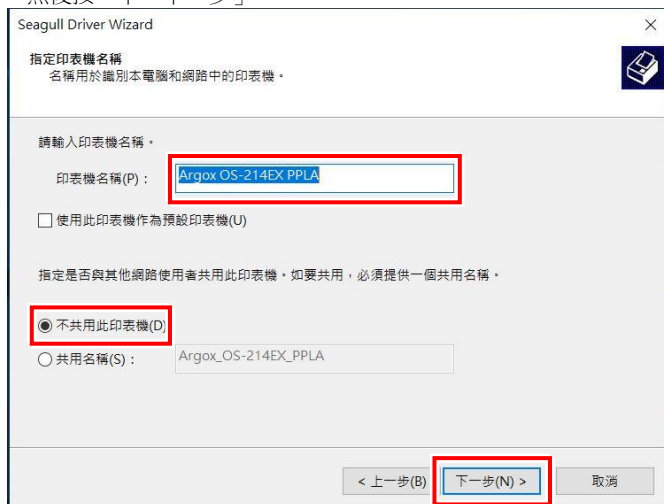 Seagull Driver Wizard
指定印表機名稱
名稱用於識別本電腦和網路中的印表機。
請輸入印表機名稱。
印表機名稱(P)：
Argox OS-214EX PPLA
使用此印表機作為預設印表機(U)
指定是否與其他網路使用者共用此印表機。如要共用，必須提供一個共用名稱。
不共用此印表機(D)
共用名稱(S)：
Argox_OS-214EX_PPLA
< 上一步(B)
下一步(N) >
取消